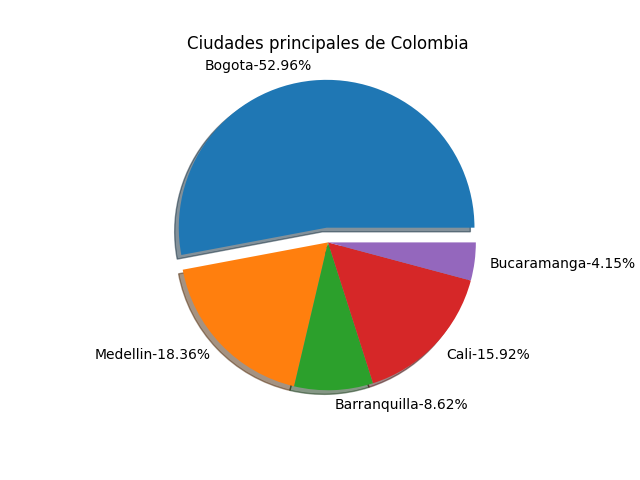 Ciudades principales de Colombia
Bogota-52.96%
Bucaramanga-4.15%
Medellin-18.36%
Cali-15.92%
Barranquilla-8.62%